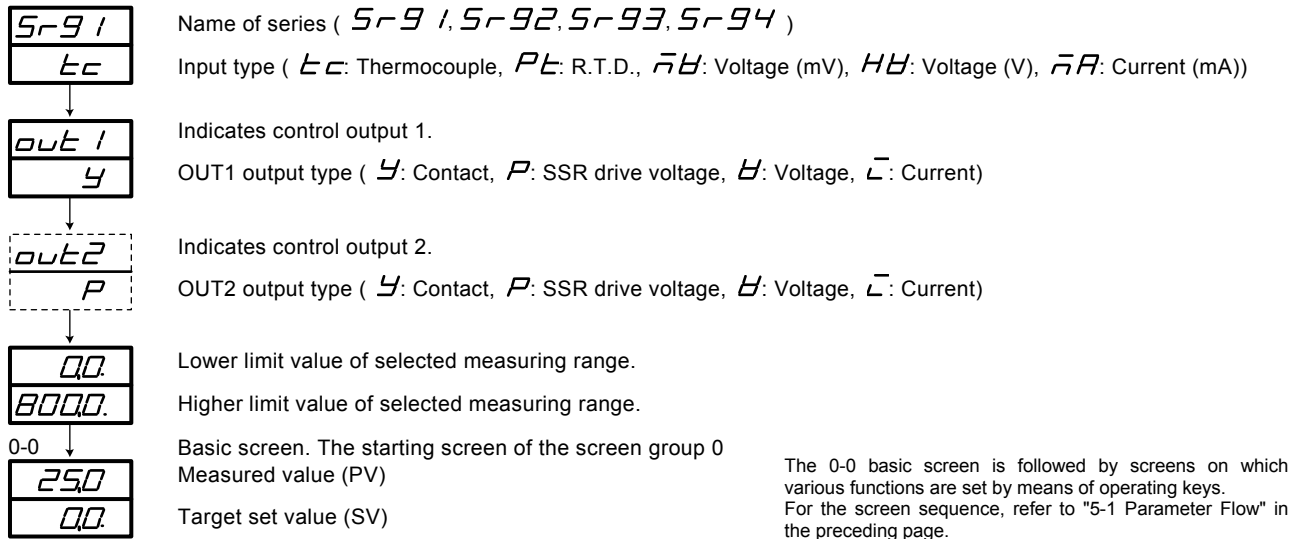 Sr91
Name of series ( Sr91, Sr92, Sr93, Sr94 )
tc
Input type ( tc: Thermocouple, Pt: R.T.D., mV: Voltage (mV), HV: Voltage (V), mA: Current (mA))
out1
Indicates control output 1.
Y
OUT1 output type ( Y: Contact, P: SSR drive voltage, V: Voltage, I: Current)
out2
Indicates control output 2.
P
OUT2 output type ( Y: Contact, P: SSR drive voltage, V: Voltage, I: Current)
0.0.
Lower limit value of selected measuring range.
800.0.
Higher limit value of selected measuring range.
0-0
Basic screen. The starting screen of the screen group 0
25.0
Measured value (PV)
0.0.
Target set value (SV)
The 0-0 basic screen is followed by screens on which
various functions are set by means of operating keys.
For the screen sequence, refer to "5-1 Parameter Flow" in
the preceding page.